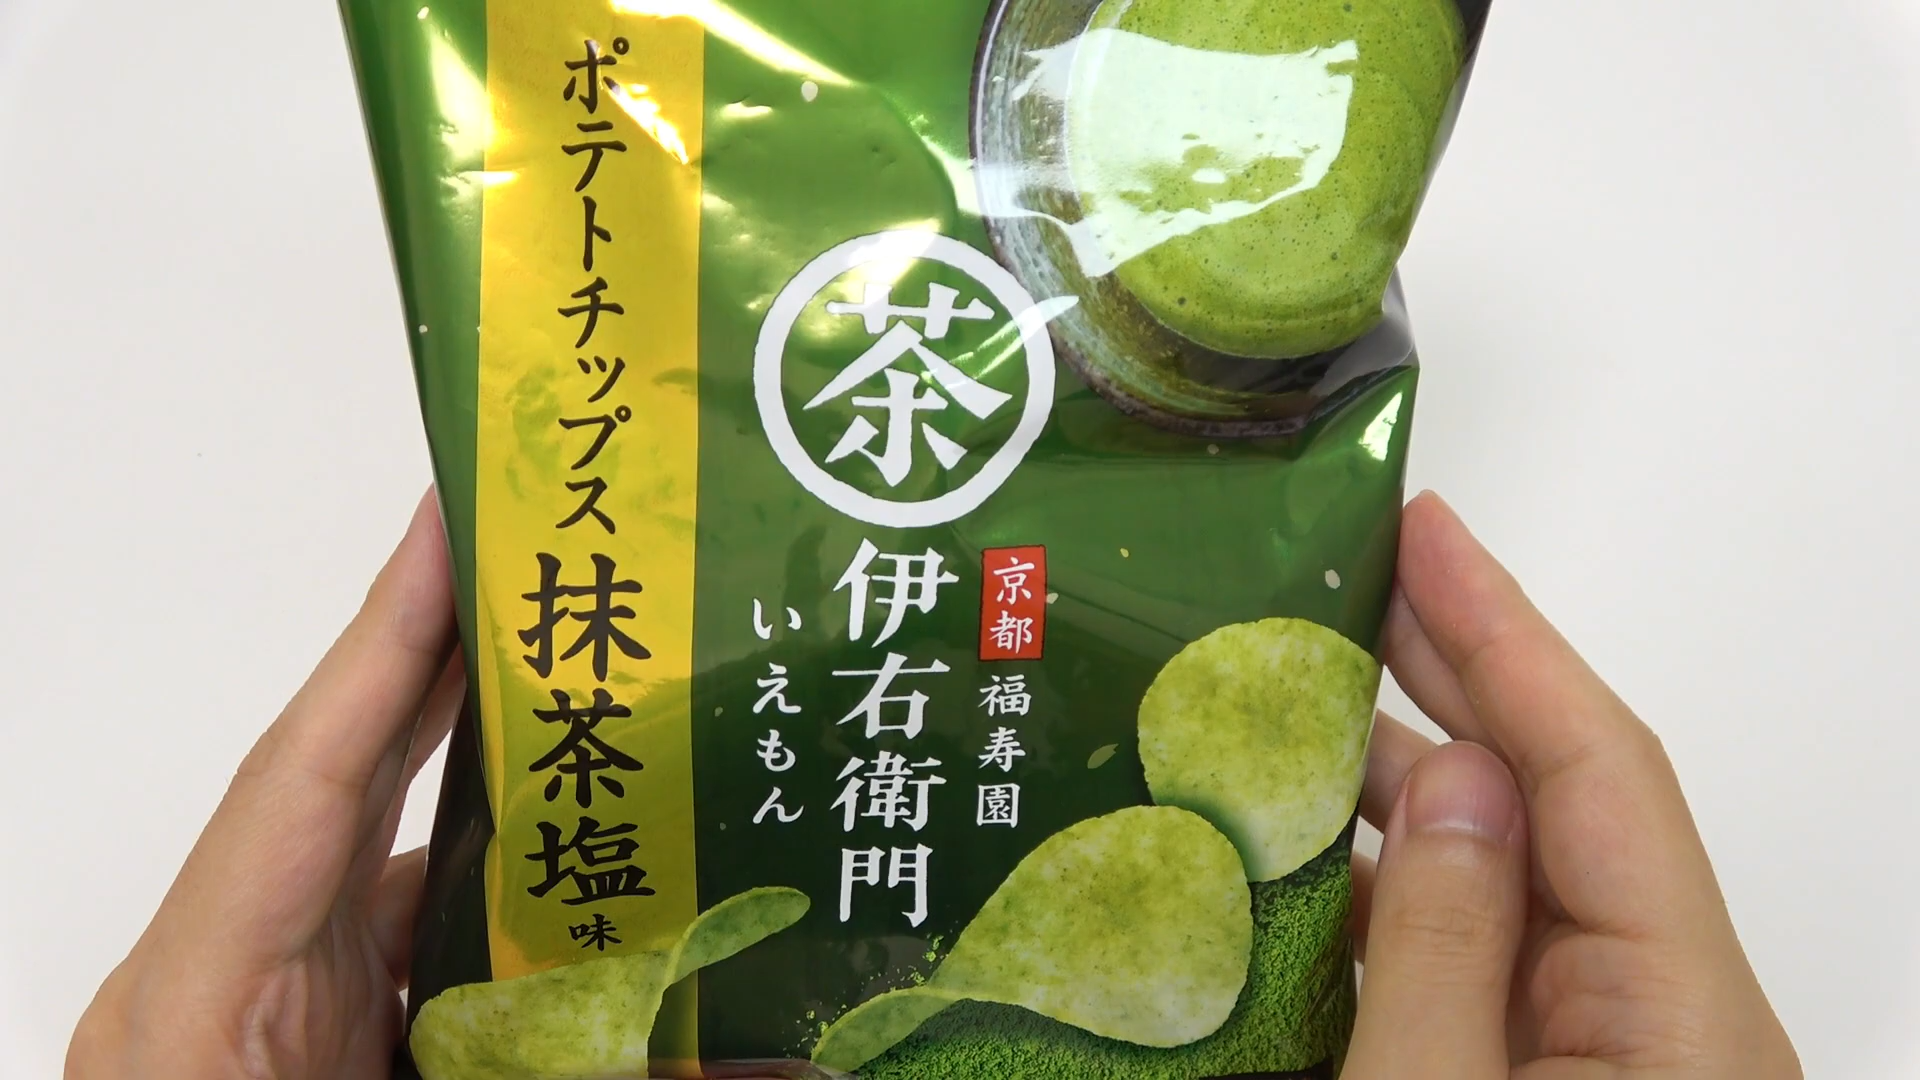 ポテトチップス抹茶塩味
茶
京都福寿園
伊右衛門
いえもん